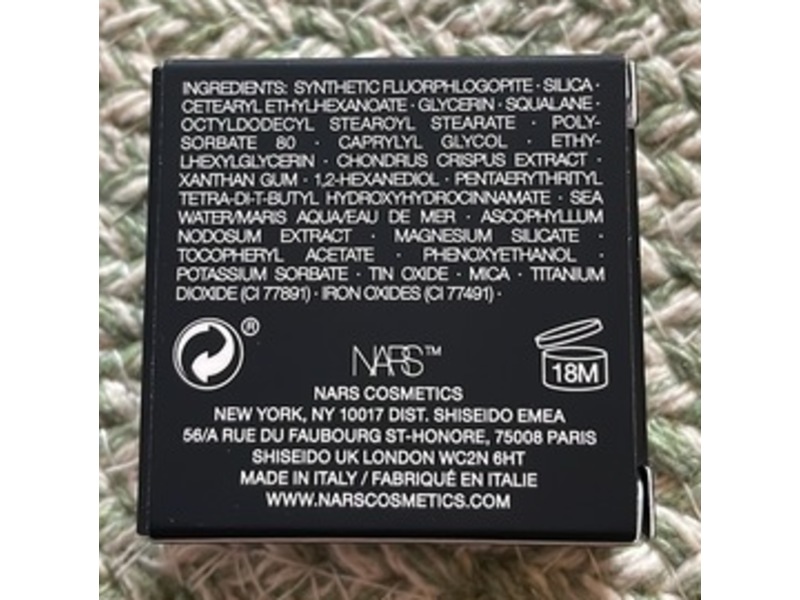 INGREDIENTS: SYNTHETIC FLUORPHLOGOPITE · SILICA ·
CETEARYL ETHYLHEXANOATE · GLYCERIN · SQUALANE ·
OCTYLDODECYL STEAROYL STEARATE · POLY-
SORBATE 80 · CAPRYLYL GLYCOL · ETHY-
LHEXYLGLYCERIN · CHONDRUS CRISPUS EXTRACT ·
XANTHAN GUM · 1,2-HEXANEDIOL · PENTAERYTHRITYL
TETRA-DI-T-BUTYL HYDROXYHYDROCINNAMATE · SEA
WATER/MARIS AQUA/EAU DE MER · ASCOPHYLLUM
NODOSUM EXTRACT · MAGNESIUM SILICATE ·
TOCOPHERYL ACETATE · PHENOXYETHANOL ·
POTASSIUM SORBATE · TIN OXIDE · MICA · TITANIUM
DIOXIDE (CI 77891) · IRON OXIDES (CI 77491) ·
®
NARS™
18M
NARS COSMETICS
NEW YORK, NY 10017 DIST. SHISEIDO EMEA
56/A RUE DU FAUBOURG ST-HONORE, 75008 PARIS
SHISEIDO UK LONDON WC2N 6HT
MADE IN ITALY / FABRIQUÉ EN ITALIE
WWW.NARSCOSMETICS.COM